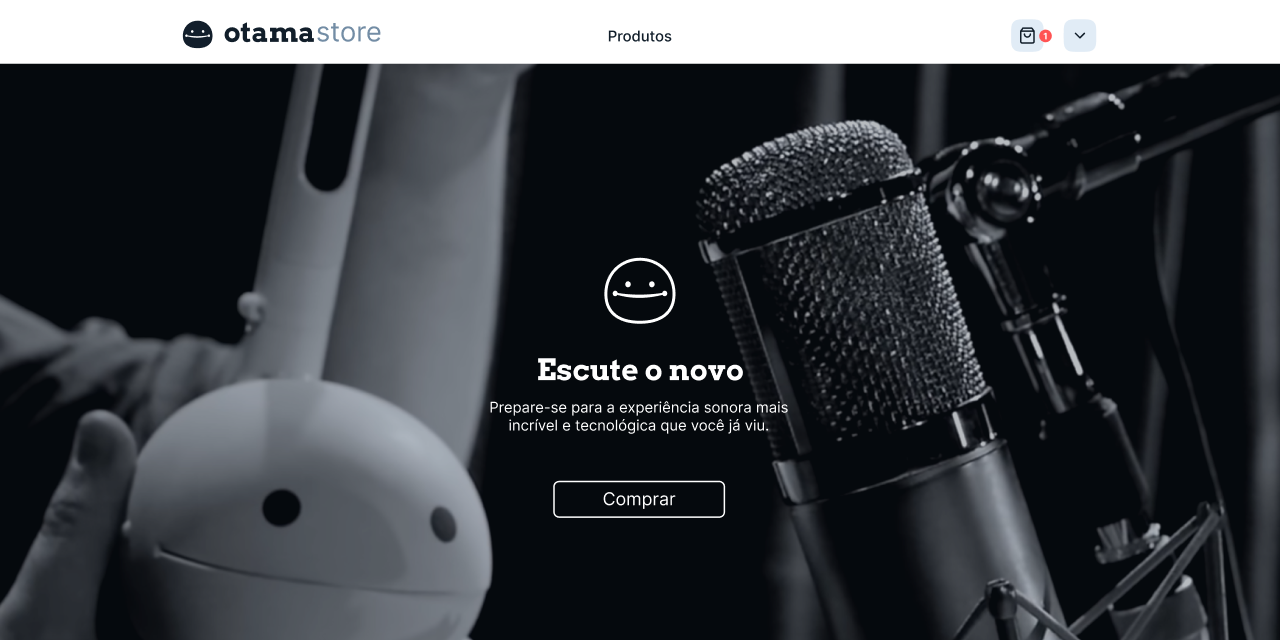 otamastore
Produtos
1
Escute o novo
Prepare-se para a experiência sonora mais
incrível e tecnológica que você já viu.
Comprar